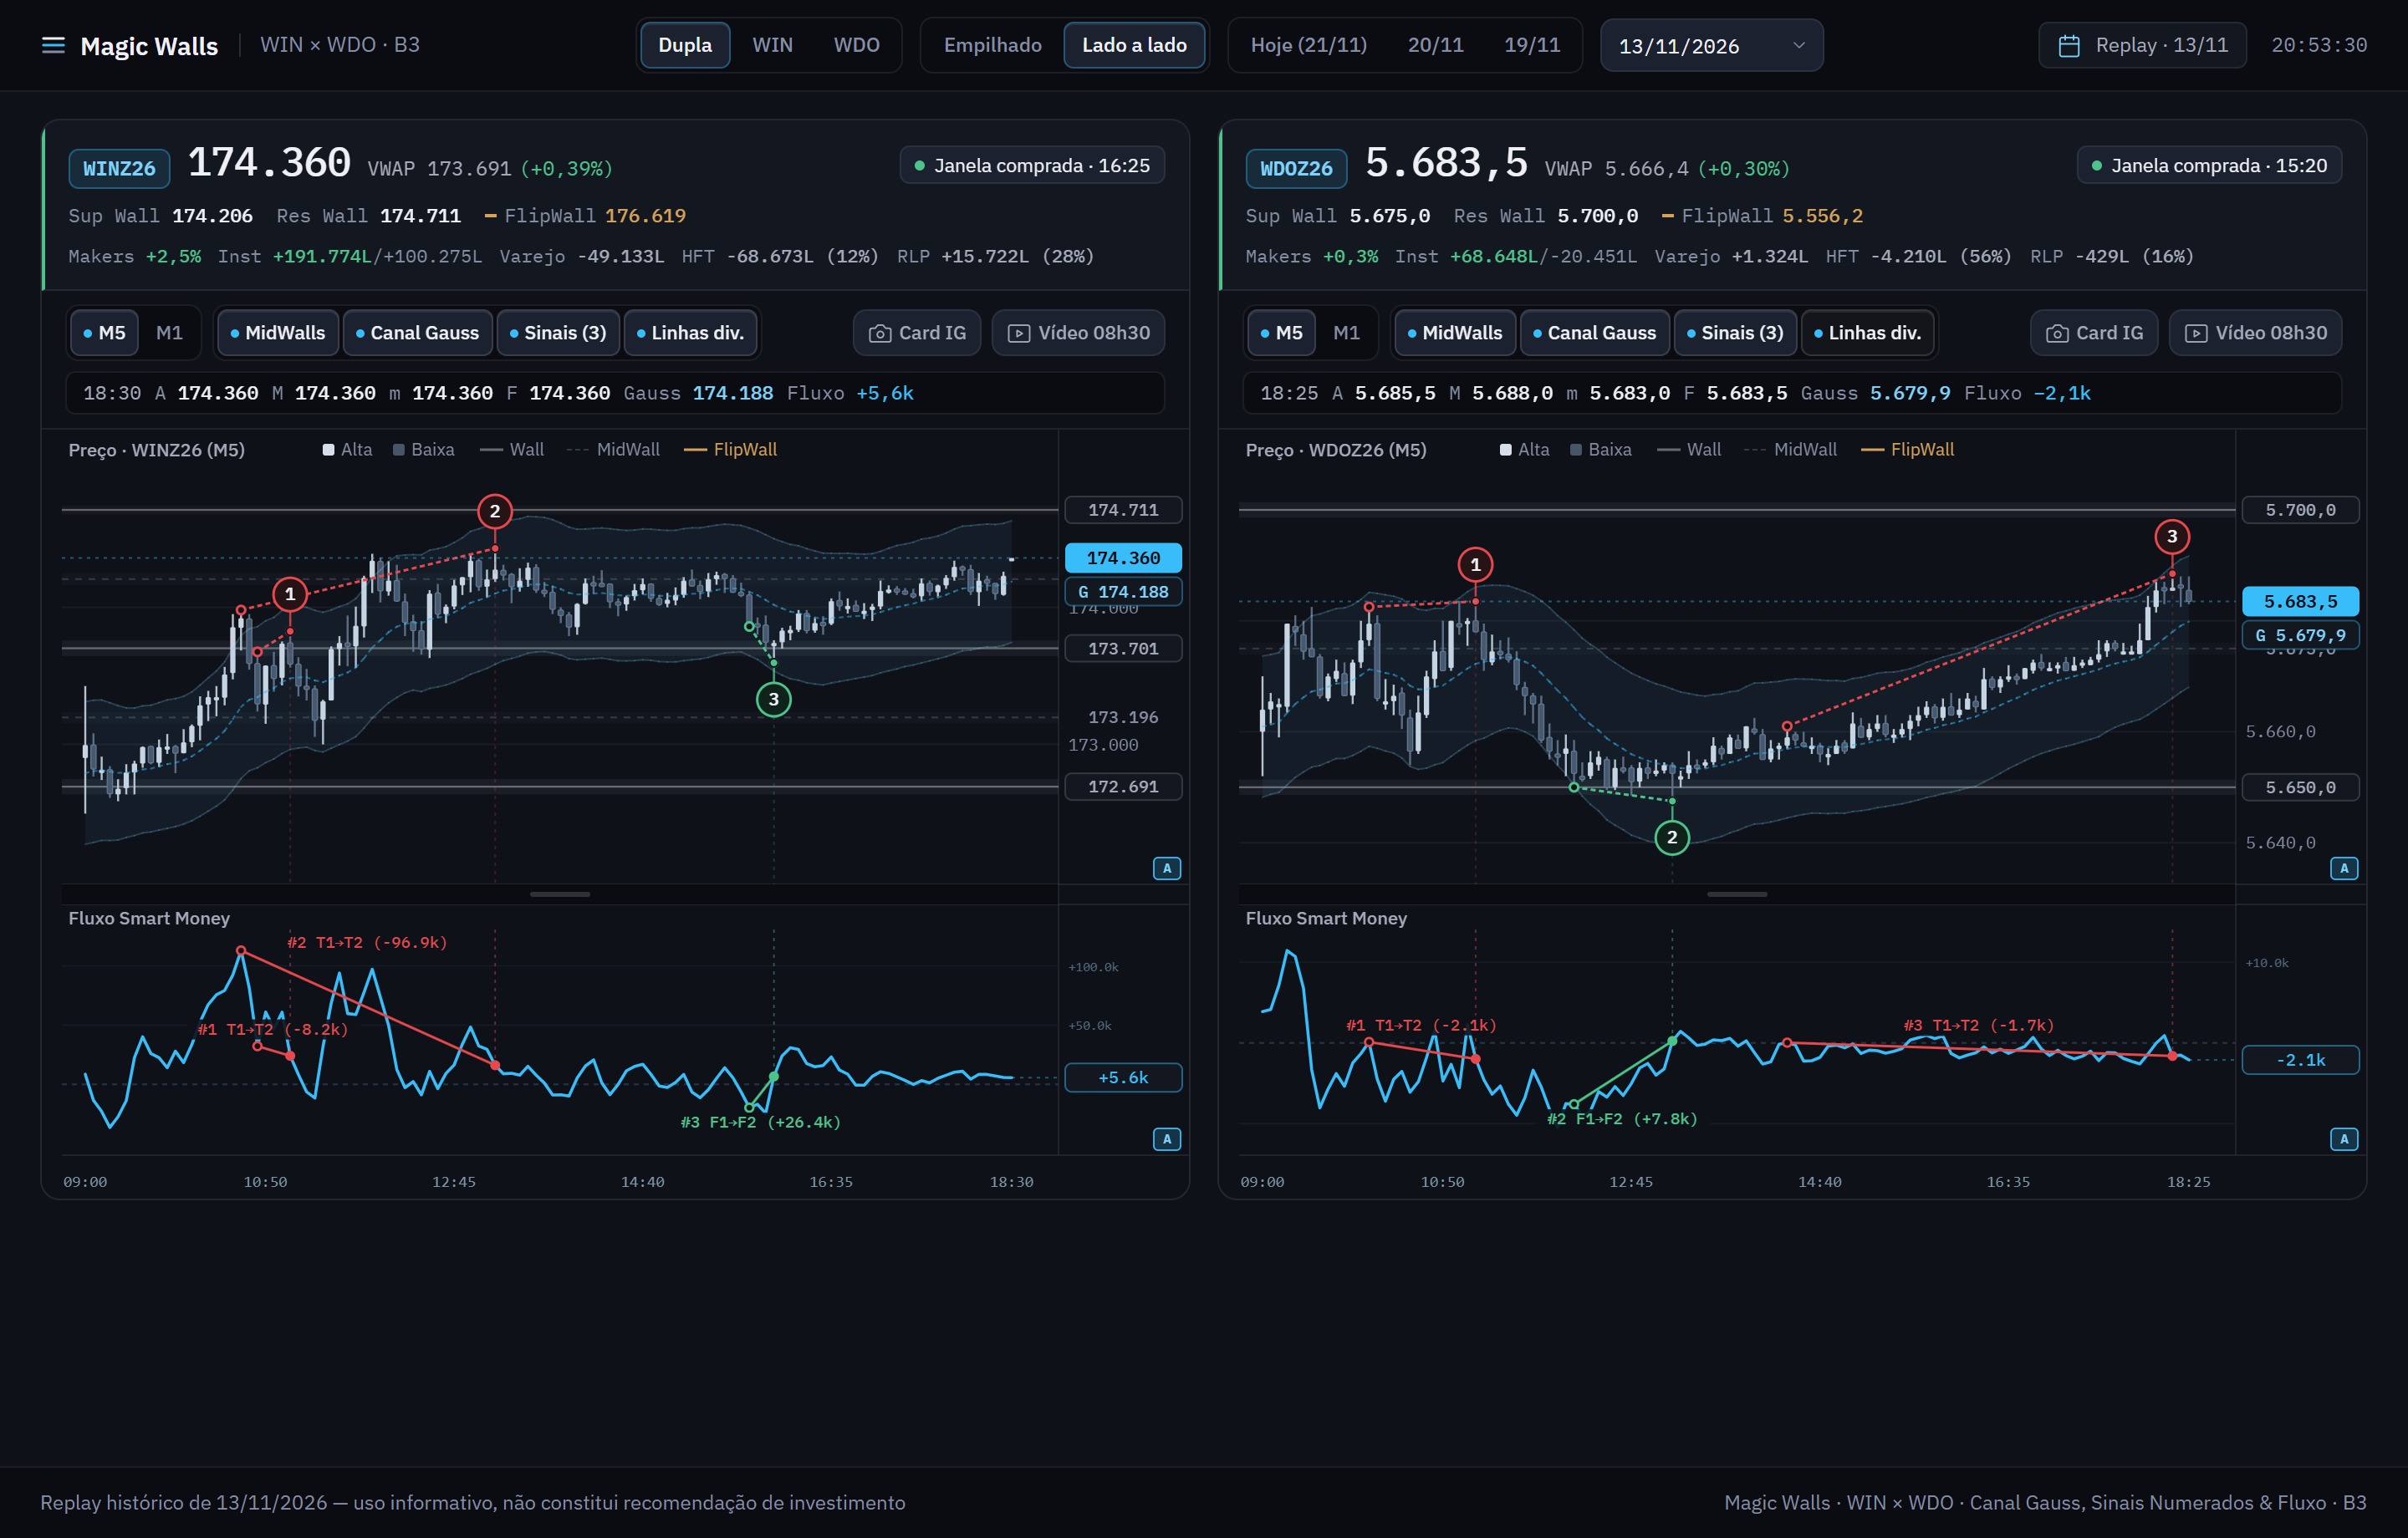 Magic Walls WIN × WDO · B3 Dupla WIN WDO Empilhado Lado a lado Hoje (21/11) 20/11 19/11 13/11/2026 Replay · 13/11 20:53:30
WINZ26 174.360 VWAP 173.691 (+0,39%) Janela comprada · 16:25
Sup Wall 174.206 Res Wall 174.711 FlipWall 176.619
Makers +2,5% Inst +191.774L/+100.275L Varejo -49.133L HFT -68.673L (12%) RLP +15.722L (28%)
M5 M1 MidWalls Canal Gauss Sinais (3) Linhas div. Card IG Vídeo 08h30
18:30 A 174.360 M 174.360 m 174.360 F 174.360 Gauss 174.188 Fluxo +5,6k
Preço · WINZ26 (M5) Alta Baixa Wall MidWall FlipWall
2
174.711
174.360
1
G 174.188
174.000
173.701
3
173.196
173.000
172.691
A
Fluxo Smart Money
#2 T1→T2 (-96.9k)
+100.0k
#1 T1→T2 (-8.2k)
+50.0k
+5.6k
#3 F1→F2 (+26.4k)
A
09:00 10:50 12:45 14:40 16:35 18:30
WDOZ26 5.683,5 VWAP 5.666,4 (+0,30%) Janela comprada · 15:20
Sup Wall 5.675,0 Res Wall 5.700,0 FlipWall 5.556,2
Makers +0,3% Inst +68.648L/-20.451L Varejo +1.324L HFT -4.210L (56%) RLP -429L (16%)
M5 M1 MidWalls Canal Gauss Sinais (3) Linhas div. Card IG Vídeo 08h30
18:25 A 5.685,5 M 5.688,0 m 5.683,0 F 5.683,5 Gauss 5.679,9 Fluxo −2,1k
Preço · WDOZ26 (M5) Alta Baixa Wall MidWall FlipWall
5.700,0
3
1
5.683,5
G 5.679,9
5.675,0
5.660,0
5.650,0
2
5.640,0
A
Fluxo Smart Money
+10.0k
#1 T1→T2 (-2.1k)
#3 T1→T2 (-1.7k)
-2.1k
#2 F1→F2 (+7.8k)
A
09:00 10:50 12:45 14:40 16:35 18:25
Replay histórico de 13/11/2026 — uso informativo, não constitui recomendação de investimento
Magic Walls · WIN × WDO · Canal Gauss, Sinais Numerados & Fluxo · B3